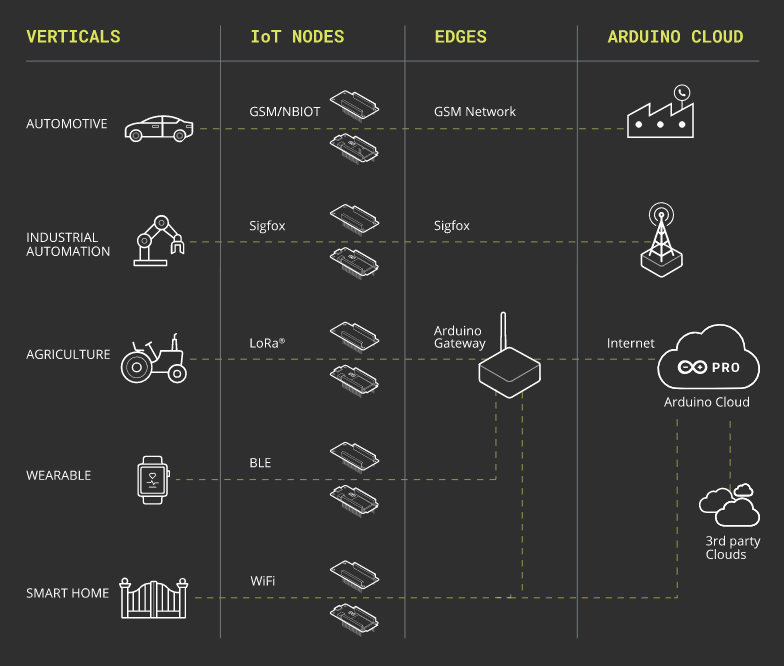 VERTICALS
IoT NODES
EDGES
ARDUINO CLOUD
AUTOMOTIVE
GSM/NBIOT
GSM Network
INDUSTRIAL
AUTOMATION
Sigfox
Sigfox
AGRICULTURE
LoRa®
Arduino
Gateway
Internet
PRO
Arduino Cloud
WEARABLE
BLE
3rd party
Clouds
SMART HOME
WiFi